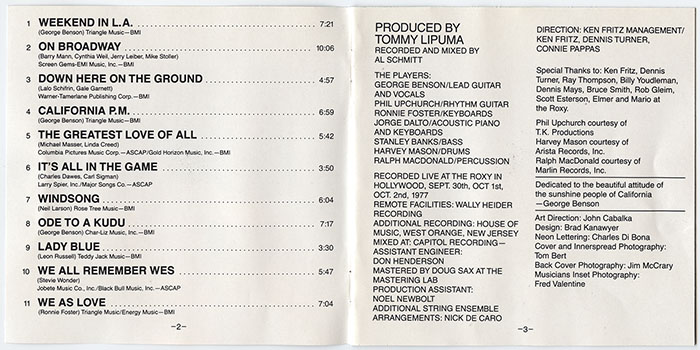 1 WEEKEND IN L.A. 7:21
(George Benson) Triangle Music—BMI
2 ON BROADWAY 10:06
(Barry Mann, Cynthia Weil, Jerry Leiber, Mike Stoller)
Screen Gems-EMI Music, Inc.—BMI
3 DOWN HERE ON THE GROUND 4:57
(Lalo Schifrin, Gale Garnett)
Warner-Tamerlane Publishing Corp.—BMI
4 CALIFORNIA P.M. 6:59
(George Benson) Triangle Music—BMI
5 THE GREATEST LOVE OF ALL 5:42
(Michael Masser, Linda Creed)
Columbia Pictures Music Corp.—ASCAP/Gold Horizon Music, Inc.—BMI
6 IT'S ALL IN THE GAME 3:50
(Charles Dawes, Carl Sigman)
Larry Spier, Inc./Major Songs Co.—ASCAP
7 WINDSONG 6:04
(Neil Larson) Rose Tree Music—BMI
8 ODE TO A KUDU 7:17
(George Benson) Char-Liz Music, Inc.—BMI
9 LADY BLUE 3:30
(Leon Russell) Teddy Jack Music—BMI
10 WE ALL REMEMBER WES 5:47
(Stevie Wonder)
Jobete Music Co., Inc./Black Bull Music, Inc.—ASCAP
11 WE AS LOVE 7:04
(Ronnie Foster) Triangle Music/Energy Music—BMI
–2–
PRODUCED BY
TOMMY LIPUMA
RECORDED AND MIXED BY
AL SCHMITT
THE PLAYERS:
GEORGE BENSON/LEAD GUITAR
AND VOCALS
PHIL UPCHURCH/RHYTHM GUITAR
RONNIE FOSTER/KEYBOARDS
JORGE DALTO/ACOUSTIC PIANO
AND KEYBOARDS
STANLEY BANKS/BASS
HARVEY MASON/DRUMS
RALPH MACDONALD/PERCUSSION
RECORDED LIVE AT THE ROXY IN
HOLLYWOOD, SEPT. 30th, OCT 1st,
OCT. 2nd, 1977
REMOTE FACILITIES: WALLY HEIDER
RECORDING
ADDITIONAL RECORDING: HOUSE OF
MUSIC, WEST ORANGE, NEW JERSEY
MIXED AT: CAPITOL RECORDING—
ASSISTANT ENGINEER:
DON HENDERSON
MASTERED BY DOUG SAX AT THE
MASTERING LAB
PRODUCTION ASSISTANT:
NOEL NEWBOLT
ADDITIONAL STRING ENSEMBLE
ARRANGEMENTS: NICK DE CARO
DIRECTION: KEN FRITZ MANAGEMENT/
KEN FRITZ, DENNIS TURNER,
CONNIE PAPPAS
Special Thanks to: Ken Fritz, Dennis
Turner, Ray Thompson, Billy Youdleman,
Dennis Mays, Bruce Smith, Rob Gleim,
Scott Esterson, Elmer and Mario at
the Roxy.
Phil Upchurch courtesy of
T.K. Productions
Harvey Mason courtesy of
Arista Records, Inc.
Ralph MacDonald courtesy of
Marlin Records, Inc.
Dedicated to the beautiful attitude of
the sunshine people of California
—George Benson
Art Direction: John Cabalka
Design: Brad Kanawyer
Neon Lettering: Charles Di Bona
Cover and Innerspread Photography:
Tom Bert
Back Cover Photography: Jim McCrary
Musicians Inset Photography:
Fred Valentine
–3–